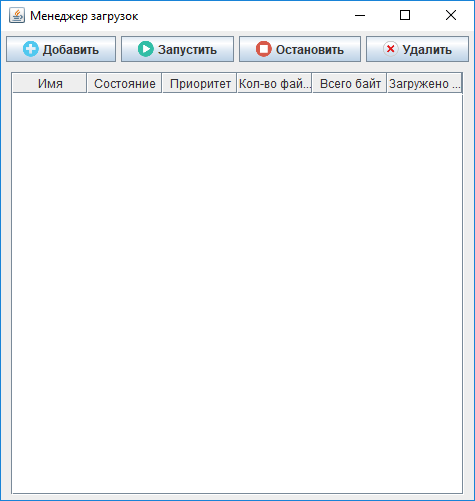 Менеджер загрузок
Добавить Запустить Остановить Удалить
Имя Состояние Приоритет Кол-во фай... Всего байт Загружено ...